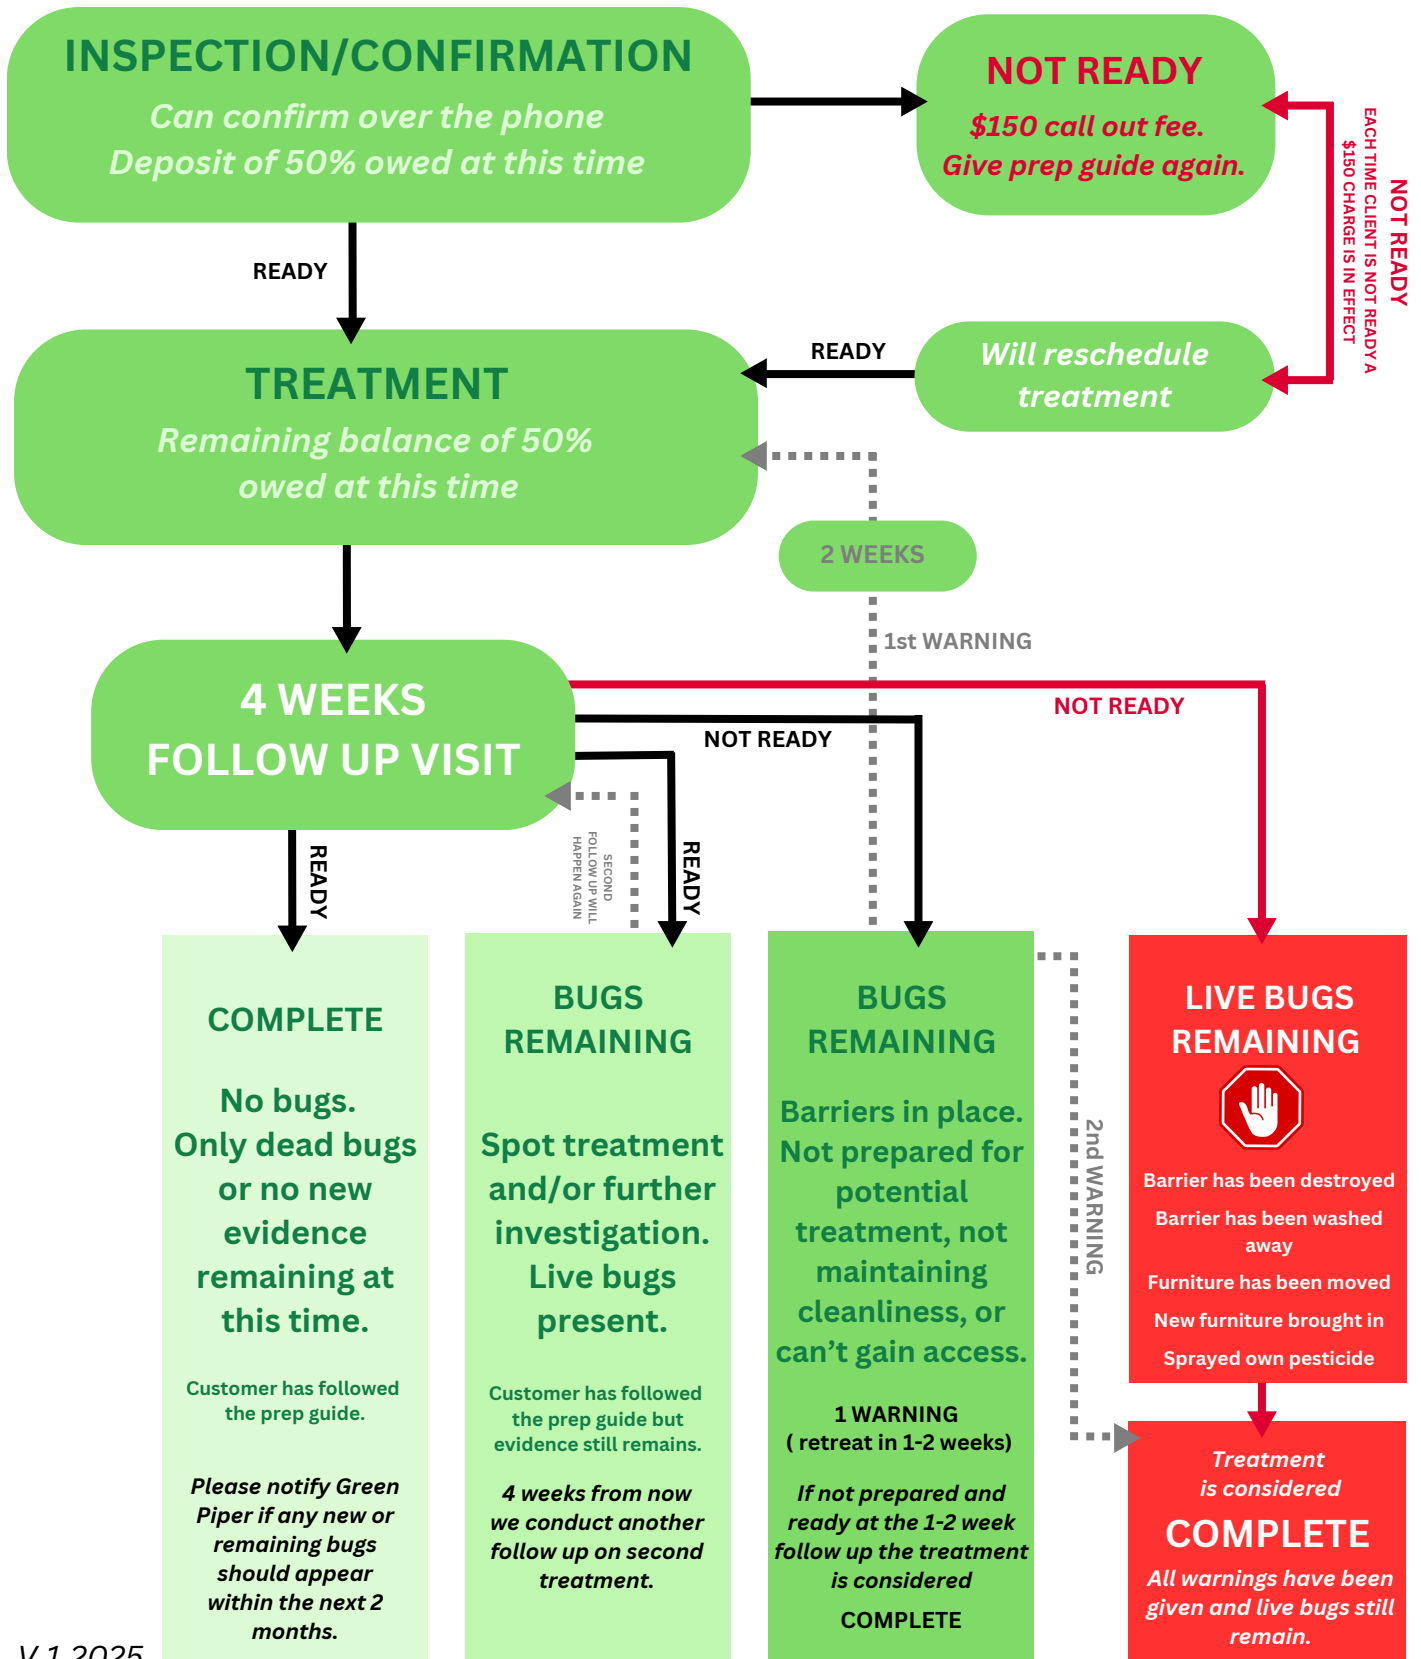 INSPECTION/CONFIRMATION
Can confirm over the phone
Deposit of 50% owed at this time
NOT READY
$150 call out fee.
Give prep guide again.
NOT READY
EACH TIME CLIENT IS NOT READY A
$150 CHARGE IS IN EFFECT
READY
TREATMENT
Remaining balance of 50%
owed at this time
READY
Will reschedule
treatment
2 WEEKS
1st WARNING
4 WEEKS
FOLLOW UP VISIT
NOT READY
NOT READY
READY
SECOND
FOLLOW UP WILL
HAPPEN AGAIN
READY
COMPLETE
No bugs.
Only dead bugs
or no new
evidence
remaining at
this time.
Customer has followed
the prep guide.
Please notify Green
Piper if any new or
remaining bugs
should appear
within the next 2
months.
BUGS
REMAINING
Spot treatment
and/or further
investigation.
Live bugs
present.
Customer has followed
the prep guide but
evidence still remains.
4 weeks from now
we conduct another
follow up on second
treatment.
BUGS
REMAINING
Barriers in place.
Not prepared for
potential
treatment, not
maintaining
cleanliness, or
can't gain access.
1 WARNING
( retreat in 1-2 weeks)
If not prepared and
ready at the 1-2 week
follow up the treatment
is considered
COMPLETE
2nd WARNING
LIVE BUGS
REMAINING
Barrier has been destroyed
Barrier has been washed
away
Furniture has been moved
New furniture brought in
Sprayed own pesticide
Treatment
is considered
COMPLETE
All warnings have been
given and live bugs still
remain.
V.1 2025